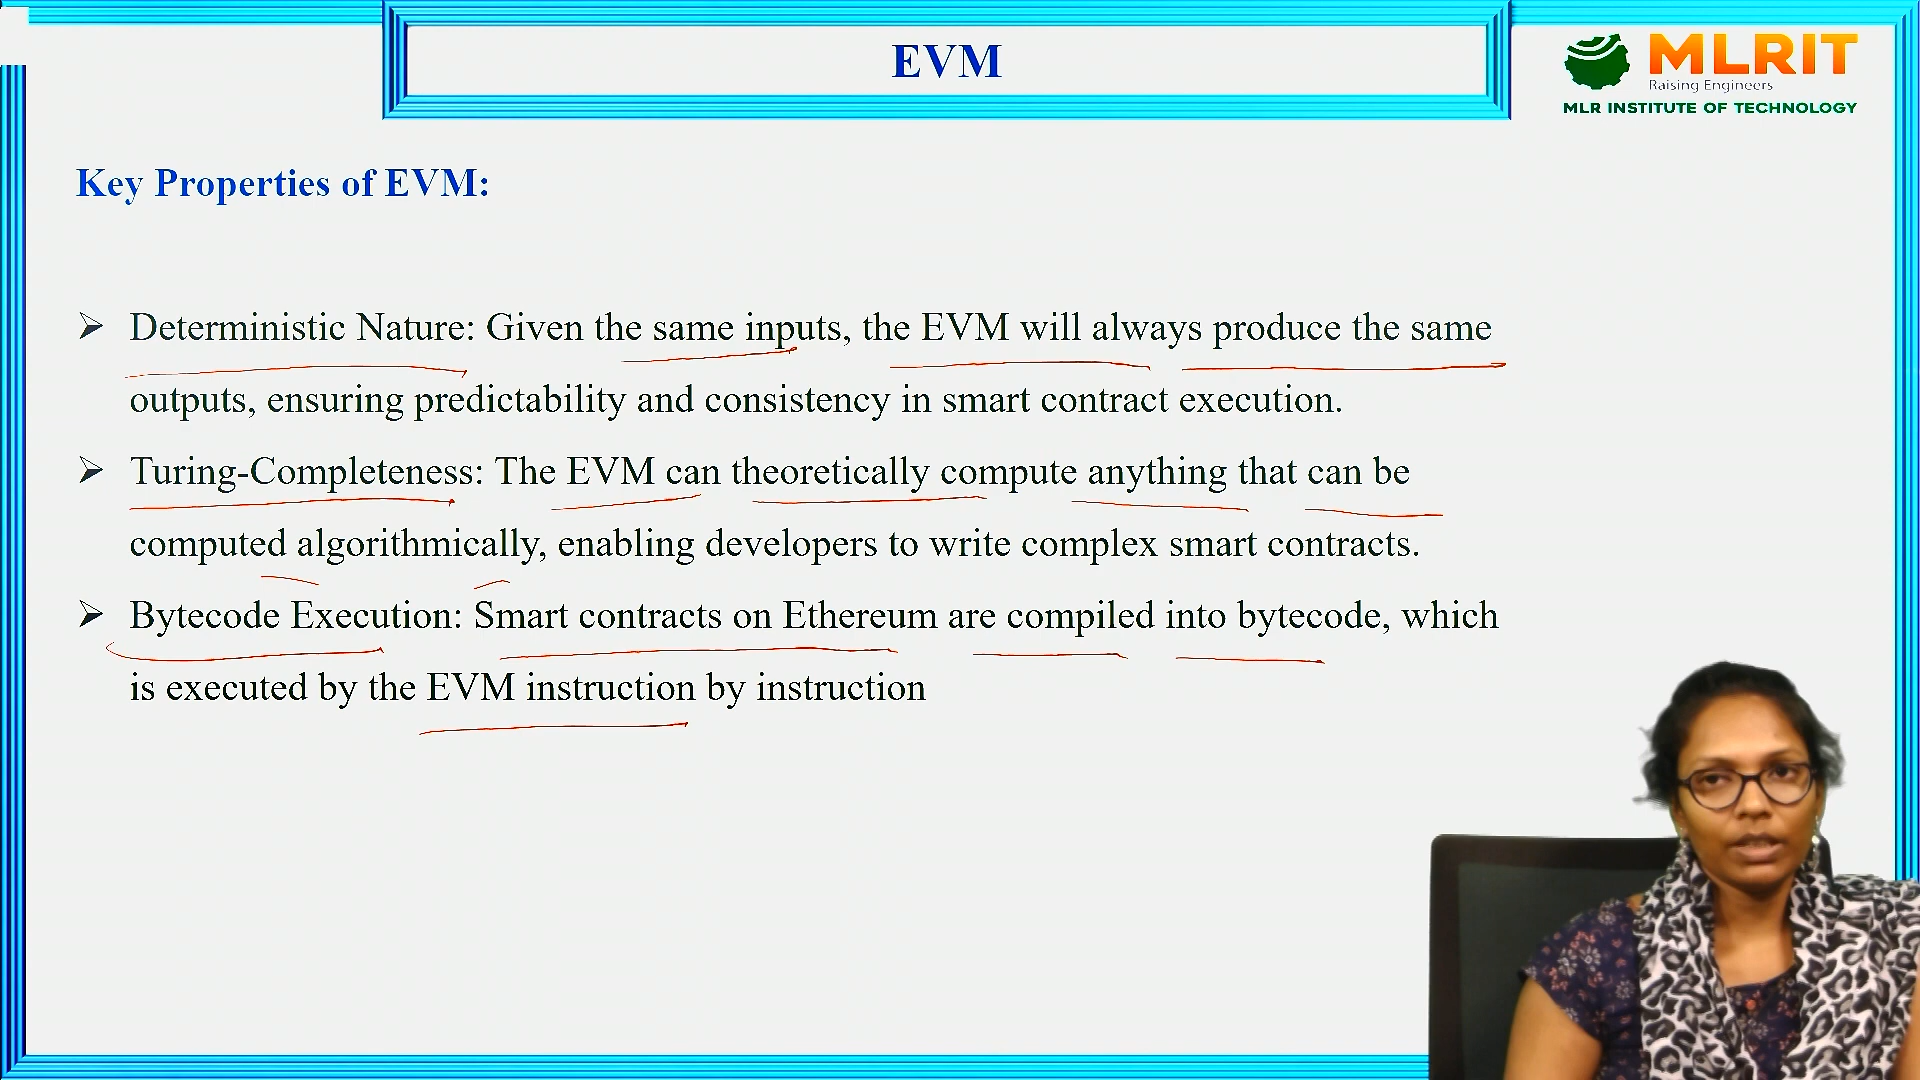 EVM
MLRIT
Raising Engineers
MLR INSTITUTE OF TECHNOLOGY
Key Properties of EVM:
➢ Deterministic Nature: Given the same inputs, the EVM will always produce the same
outputs, ensuring predictability and consistency in smart contract execution.
➢ Turing-Completeness: The EVM can theoretically compute anything that can be
computed algorithmically, enabling developers to write complex smart contracts.
➢ Bytecode Execution: Smart contracts on Ethereum are compiled into bytecode, which
is executed by the EVM instruction by instruction